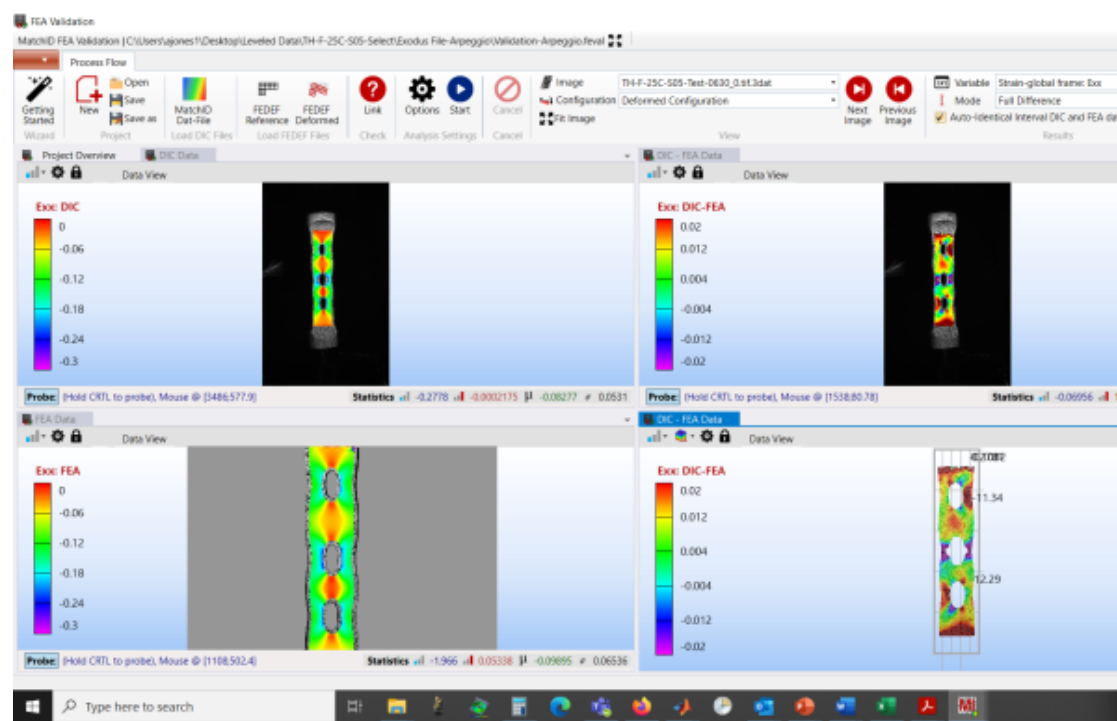 FEA Validation
MatchID FEA Validation | C:\Users\ajones1\Desktop\Leveled Data\TH-F-25C-S05-Select\Exodus File-Arpeggio\Validation-Arpeggio.feval
Process Flow
Getting Started
Wizard
New
Open
Save
Save as
Project
MatchID Dat-File
Load DIC Files
FEDEF Reference
FEDEF Deformed
Load FEDEF Files
Link
Check
Options
Start
Analysis Settings
Cancel
Cancel
Image TH-F-25C-S05-Test-0630_0.tif.3dat
Configuration Deformed Configuration
Fit Image
Next Image
Previous Image
View
Variable Strain-global frame: Exx
Mode Full Difference
Auto-Identical Interval DIC and FEA da
Results
Project Overview
DIC Data
Data View
Exx: DIC
0
-0.06
-0.12
-0.18
-0.24
-0.3
Probe: (Hold CRTL to probe), Mouse @ [3486;577.9]
Statistics -0.2778 -0.0002175 μ -0.08277 σ 0.0531
DIC - FEA Data
Data View
Exx: DIC-FEA
0.02
0.012
0.004
-0.004
-0.012
-0.02
Probe: (Hold CRTL to probe), Mouse @ [1538;80.78]
Statistics -0.06956
FEA Data
Data View
Exx: FEA
0
-0.06
-0.12
-0.18
-0.24
-0.3
Probe: (Hold CRTL to probe), Mouse @ [1108;502.4]
Statistics -1.966 0.05338 μ -0.09895 σ 0.06536
DIC - FEA Data
Data View
Exx: DIC-FEA
0.02
0.012
0.004
-0.004
-0.012
-0.02
-11.34
12.29
Type here to search